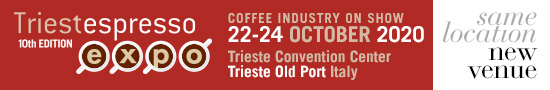 Triestespresso
10th EDITION
expo
COFFEE INDUSTRY ON SHOW
22-24 OCTOBER 2020
Trieste Convention Center
Trieste Old Port Italy
same
location
new
venue